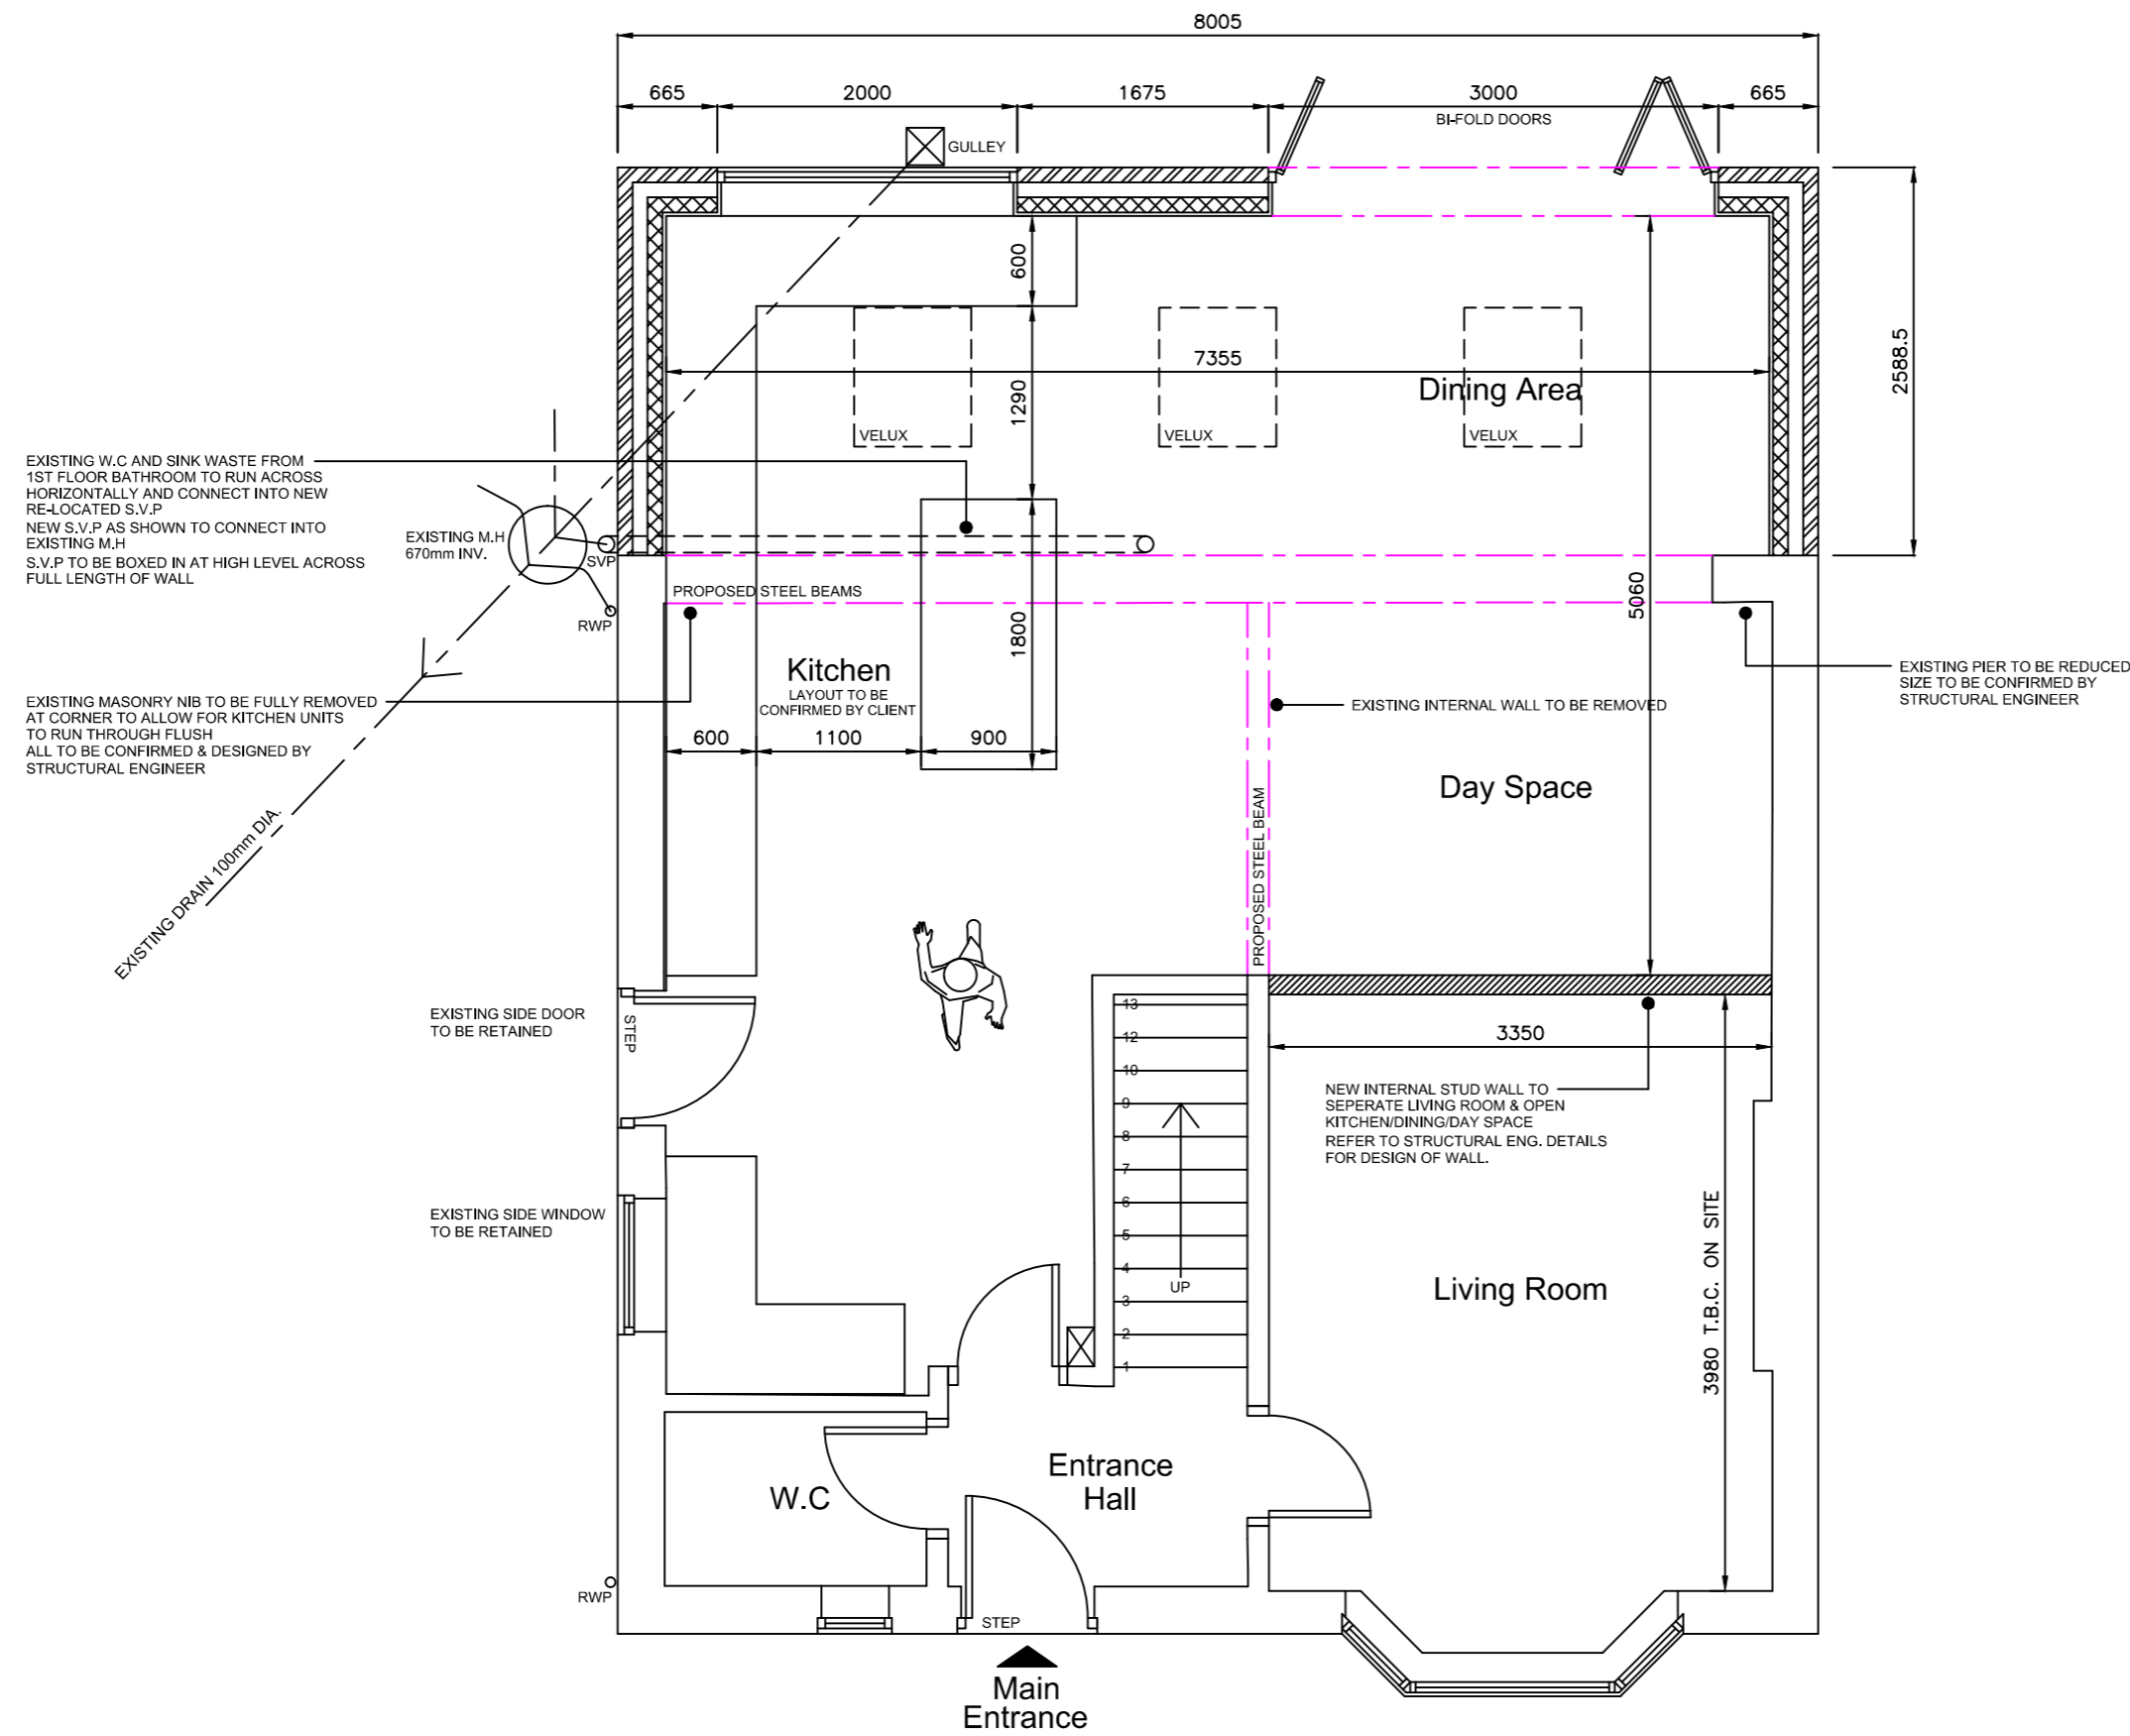 8005
665
2000
1675
3000
665
BI-FOLD DOORS
GULLEY
600
2588.5
7355
Dining Area
1290
VELUX
VELUX
VELUX
EXISTING W.C AND SINK WASTE FROM
1ST FLOOR BATHROOM TO RUN ACROSS
HORIZONTALLY AND CONNECT INTO NEW
RE-LOCATED S.V.P
NEW S.V.P AS SHOWN TO CONNECT INTO
EXISTING M.H
S.V.P TO BE BOXED IN AT HIGH LEVEL ACROSS
FULL LENGTH OF WALL
EXISTING M.H
670mm INV.
SVP
RWP
PROPOSED STEEL BEAMS
5060
1800
Kitchen
LAYOUT TO BE
CONFIRMED BY CLIENT
EXISTING PIER TO BE REDUCED
SIZE TO BE CONFIRMED BY
STRUCTURAL ENGINEER
EXISTING MASONRY NIB TO BE FULLY REMOVED
AT CORNER TO ALLOW FOR KITCHEN UNITS
TO RUN THROUGH FLUSH
ALL TO BE CONFIRMED & DESIGNED BY
STRUCTURAL ENGINEER
EXISTING INTERNAL WALL TO BE REMOVED
600
1100
900
Day Space
PROPOSED STEEL BEAM
EXISTING DRAIN 100mm DIA.
EXISTING SIDE DOOR
TO BE RETAINED
STEP
13
12
10
9
8
7
6
5
4
3
2
1
UP
3350
NEW INTERNAL STUD WALL TO
SEPERATE LIVING ROOM & OPEN
KITCHEN/DINING/DAY SPACE
REFER TO STRUCTURAL ENG. DETAILS
FOR DESIGN OF WALL.
EXISTING SIDE WINDOW
TO BE RETAINED
3980 T.B.C. ON SITE
Living Room
Entrance
Hall
W.C
RWP
STEP
Main
Entrance